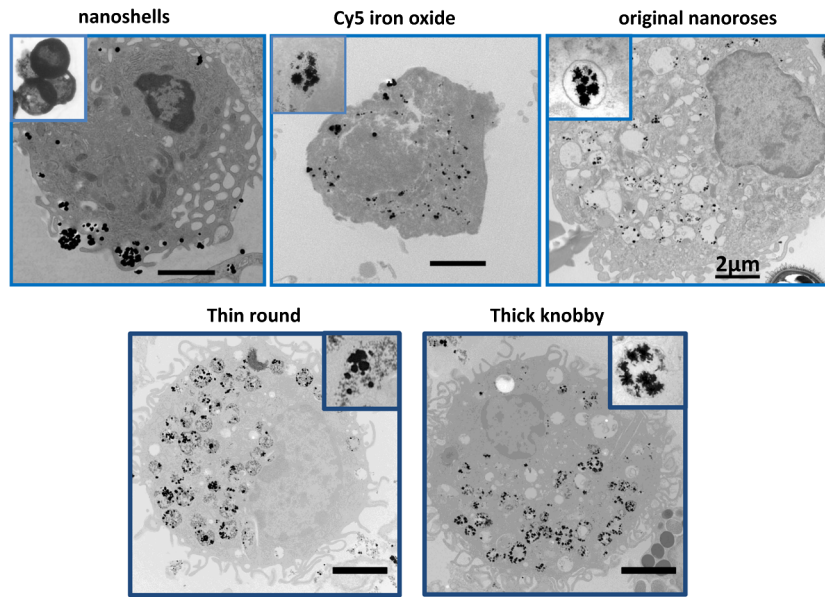 nanoshells
Cy5 iron oxide
original nanoroses
2µm
Thin round
Thick knobby